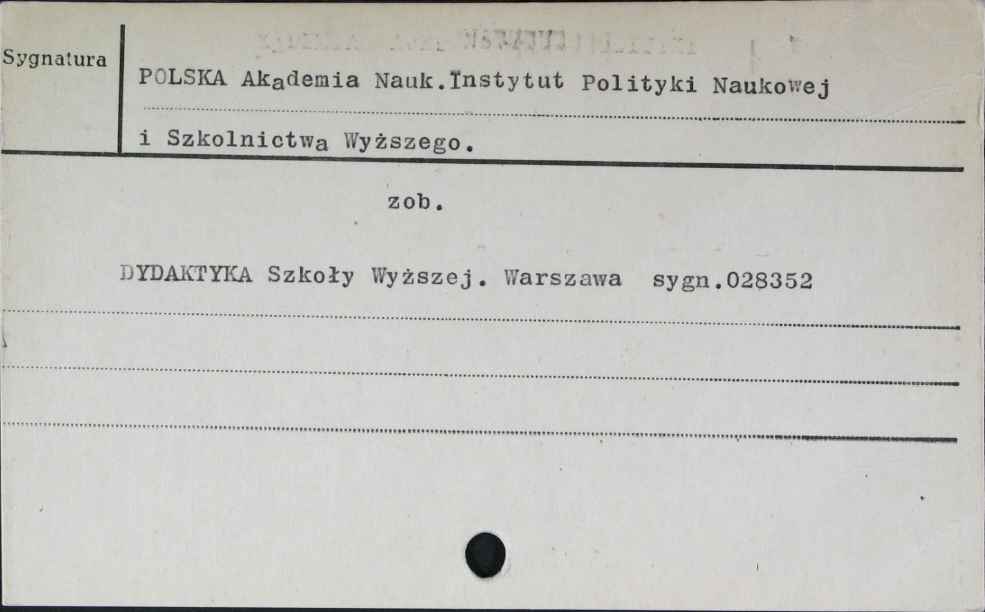 Sygnatura
POLSKA Akademia Nauk.Instytut Polityki Naukowej
i Szkolnictwa Wyższego.
zob.
DYDAKTYKA Szkoły Wyższej. Warszawa sygn.028352